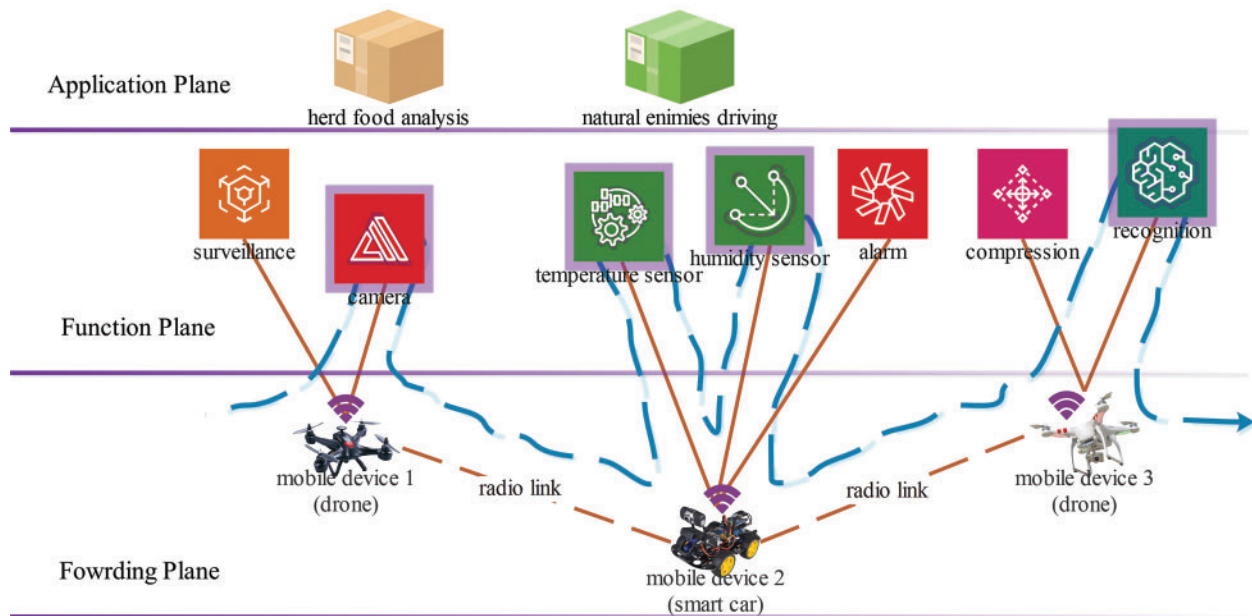 Application Plane
herd food analysis
natural enimies driving
surveillance
camera
temperature sensor
humidity sensor
alarm
compression
recognition
Function Plane
mobile device 1
(drone)
radio link
mobile device 2
(smart car)
radio link
mobile device 3
(drone)
Fowrding Plane